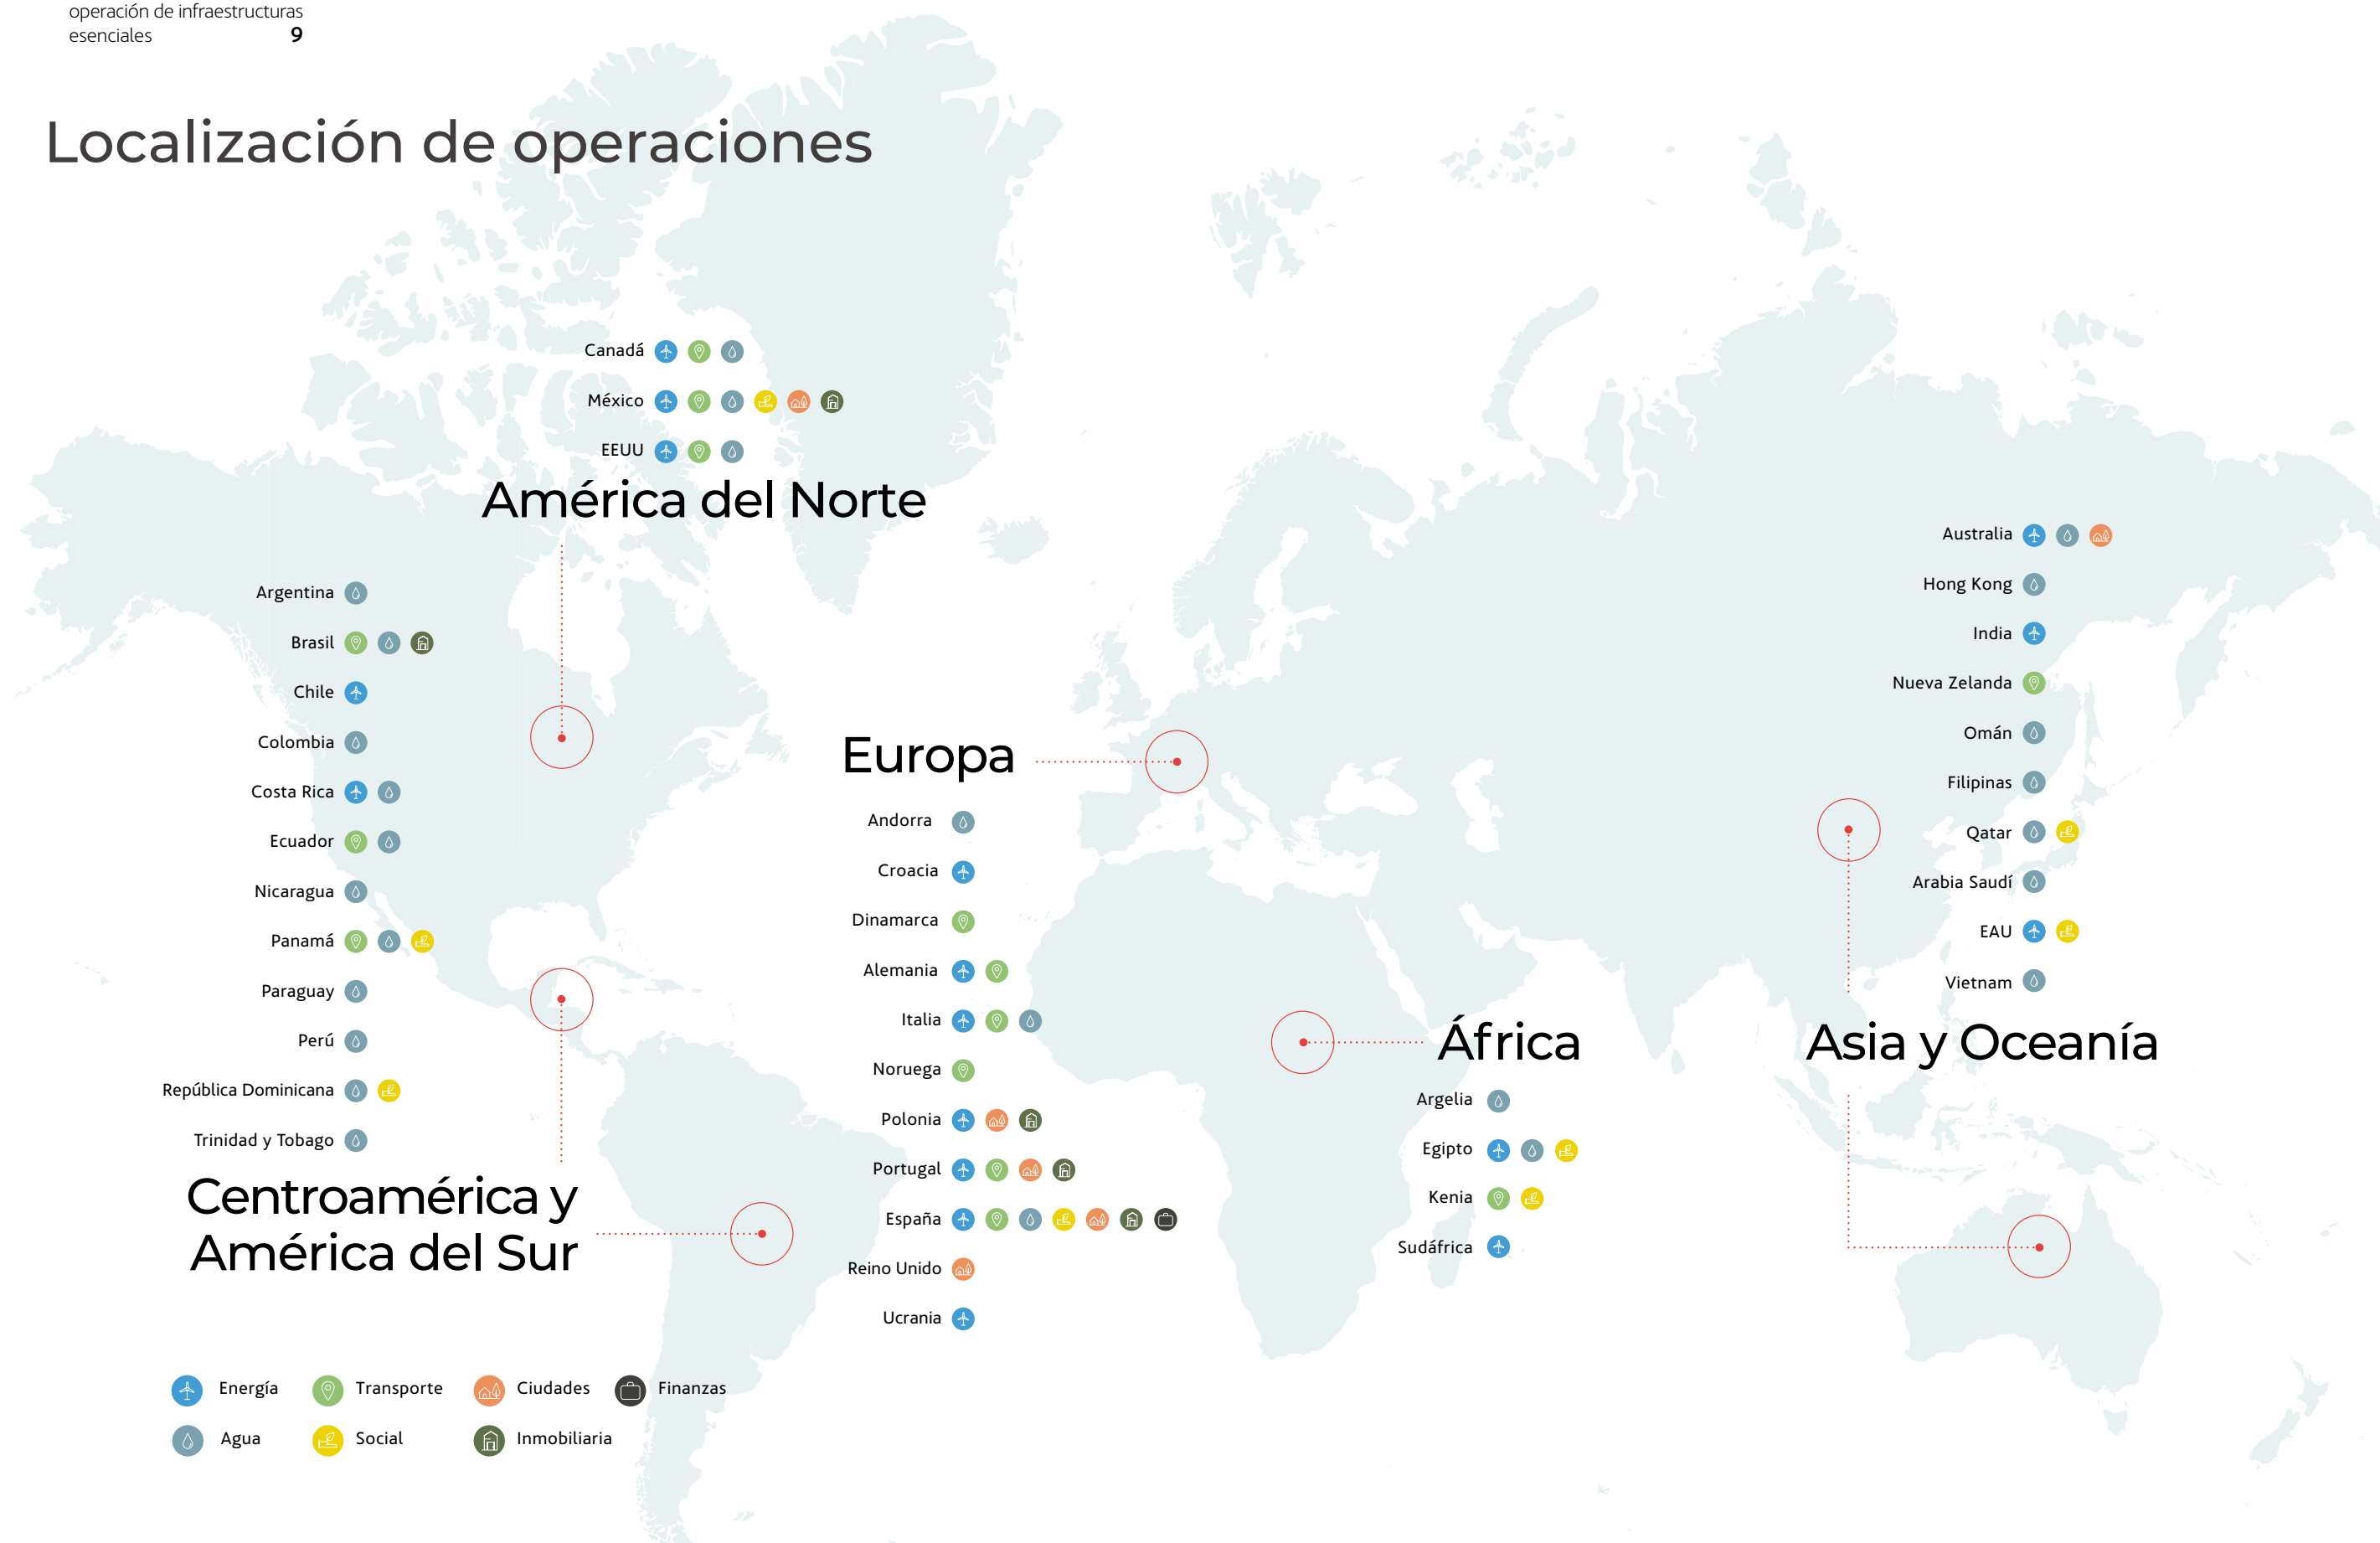 operación de infraestructuras
esenciales 9
Localización de operaciones
Canadá
México
EEUU
América del Norte
Argentina
Brasil
Chile
Colombia
Costa Rica
Ecuador
Nicaragua
Panamá
Paraguay
Perú
República Dominicana
Trinidad y Tobago
Centroamérica y
América del Sur
Europa
Andorra
Croacia
Dinamarca
Alemania
Italia
Noruega
Polonia
Portugal
España
Reino Unido
Ucrania
África
Argelia
Egipto
Kenia
Sudáfrica
Australia
Hong Kong
India
Nueva Zelanda
Omán
Filipinas
Qatar
Arabia Saudí
EAU
Vietnam
Asia y Oceanía
Energía Transporte Ciudades Finanzas
Agua Social Inmobiliaria